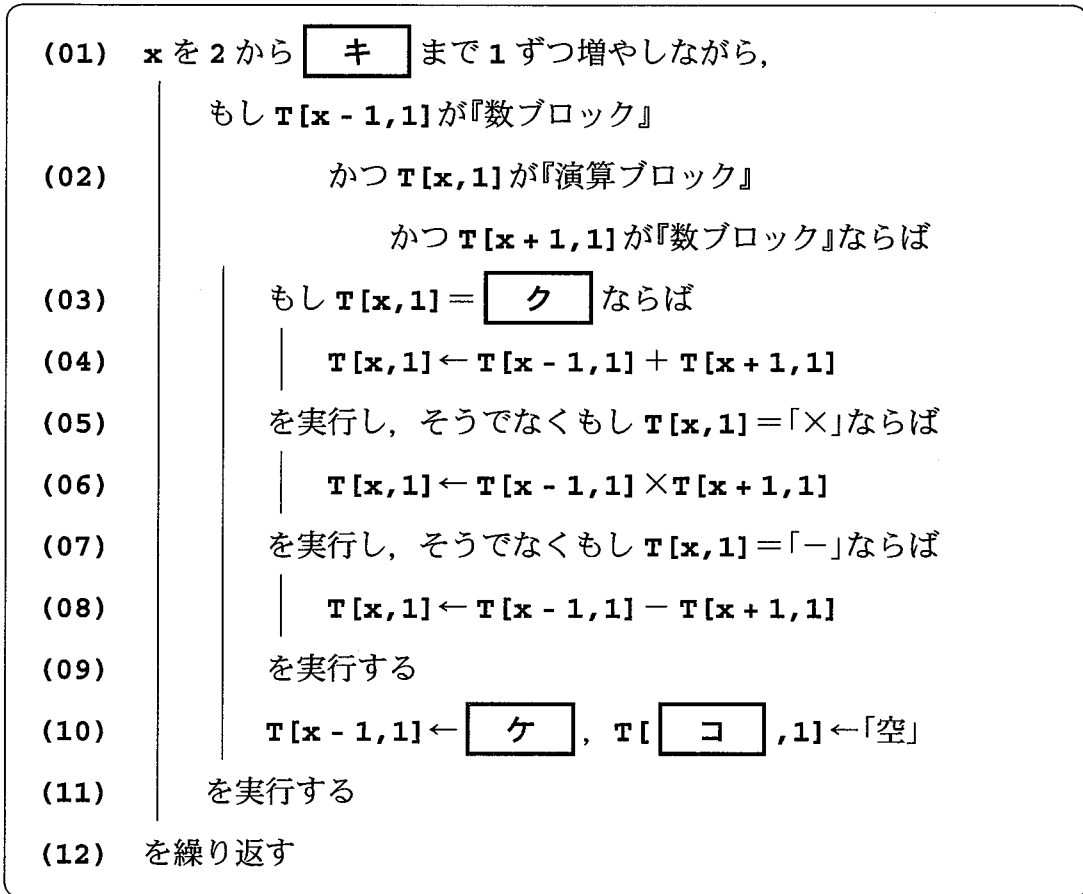 (01) xを2から キ まで1ずつ増やしながら,
もしT[x-1,1]が『数ブロック』
(02) かつT[x,1]が『演算ブロック』
かつT[x+1,1]が『数ブロック』ならば
(03) もしT[x,1]= ク ならば
(04) T[x,1]←T[x-1,1]+T[x+1,1]
(05) を実行し,そうでなくもしT[x,1]=「×」ならば
(06) T[x,1]←T[x-1,1]×T[x+1,1]
(07) を実行し,そうでなくもしT[x,1]=「-」ならば
(08) T[x,1]←T[x-1,1]-T[x+1,1]
(09) を実行する
(10) T[x-1,1]← ケ , T[ コ ,1]←「空」
(11) を実行する
(12) を繰り返す